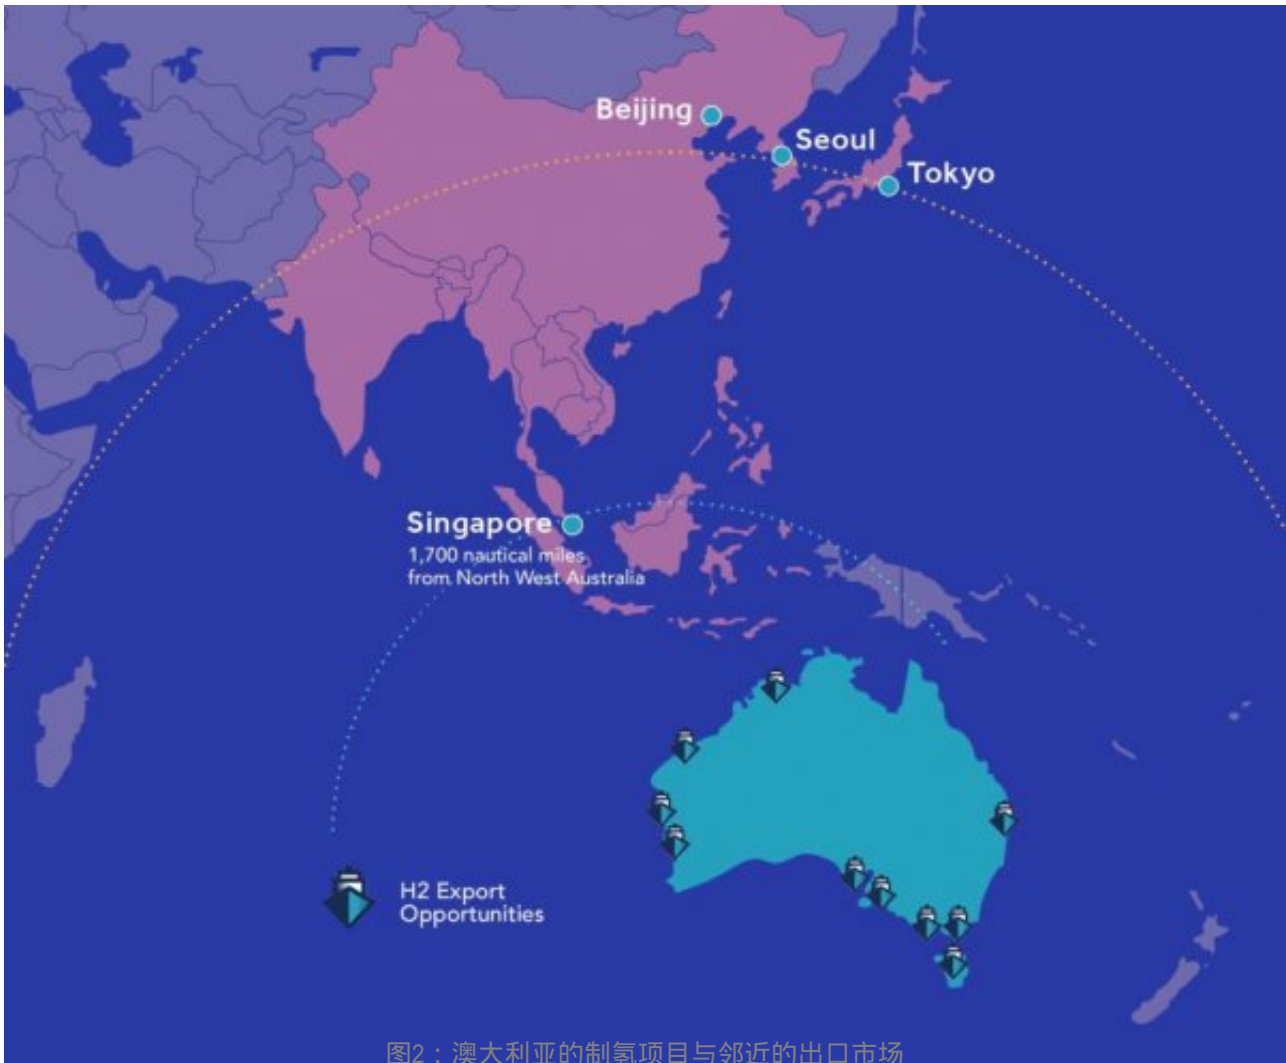 Beijing
Seoul
Tokyo
Singapore
1,700 nautical miles
from North West Australia
H2 Export
Opportunities
图2：澳大利亚的制氢项目与邻近的出口市场